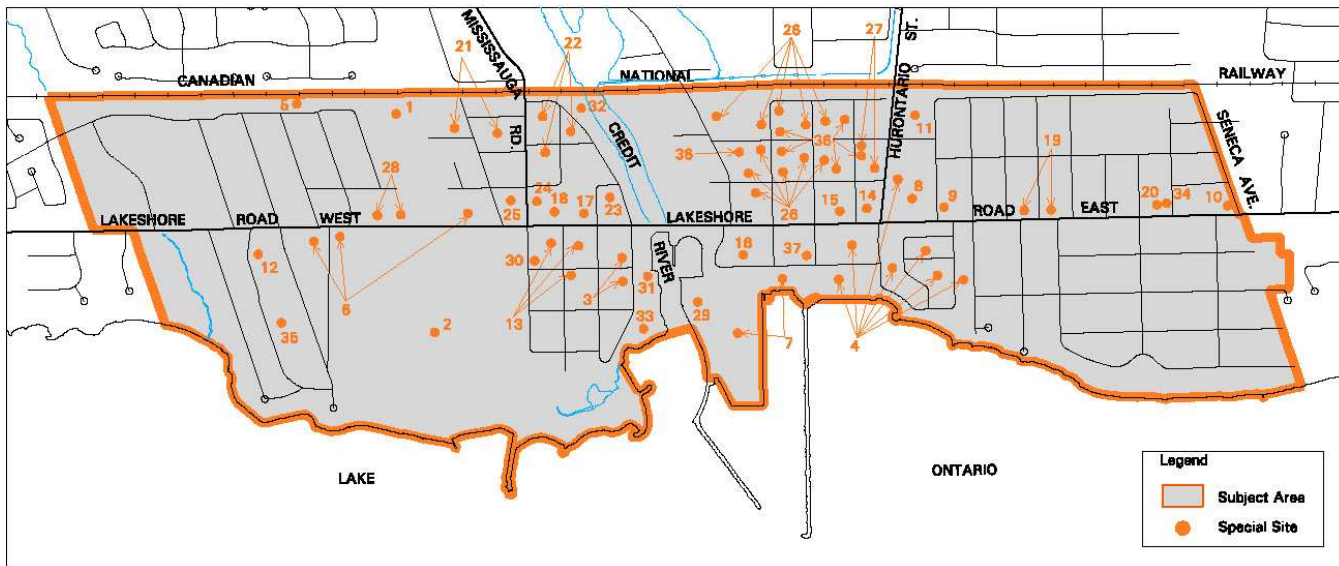 MISSISSAUGA
RD.
21
22
26
27
HURONTARIO
ST.
CANADIAN
NATIONAL
RAILWAY
5
1
32
CREDIT
11
36
36
SENECA
AVE.
19
28
24
18
17
23
25
26
15
14
8
9
20
34
10
LAKESHORE
ROAD
WEST
LAKESHORE
ROAD
EAST
12
30
16
37
RIVER
6
3
31
13
2
33
29
7
4
35
LAKE
ONTARIO
Legend
Subject Area
Special Site